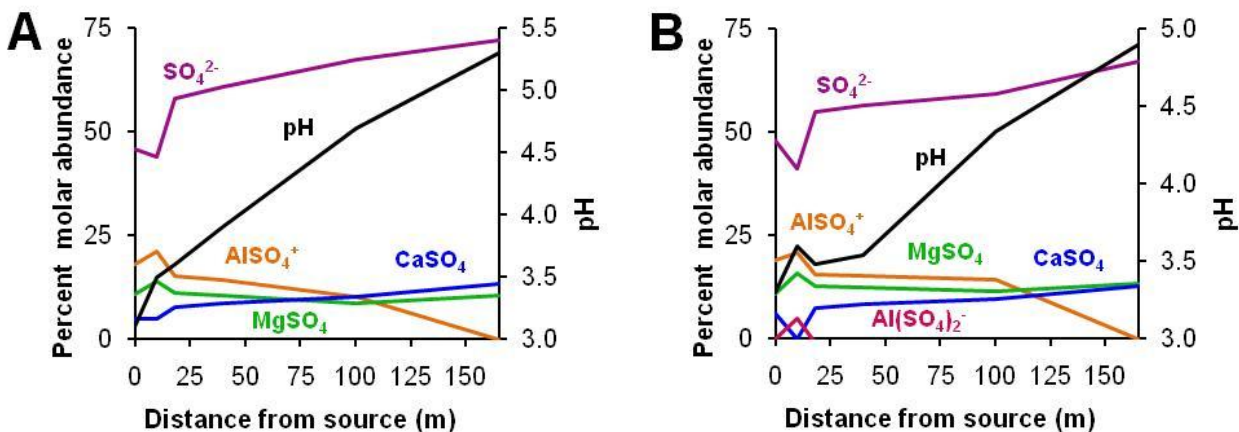 A
75
50
25
0
Percent molar abundance
SO₄²⁻
pH
AlSO₄⁺
CaSO₄
MgSO₄
5.5
5.0
4.5
4.0
3.5
3.0
pH
0 25 50 75 100 125 150
Distance from source (m)
B
75
50
25
0
Percent molar abundance
SO₄²⁻
pH
AlSO₄⁺
MgSO₄
CaSO₄
Al(SO₄)₂⁻
5.0
4.5
4.0
3.5
3.0
pH
0 25 50 75 100 125 150
Distance from source (m)